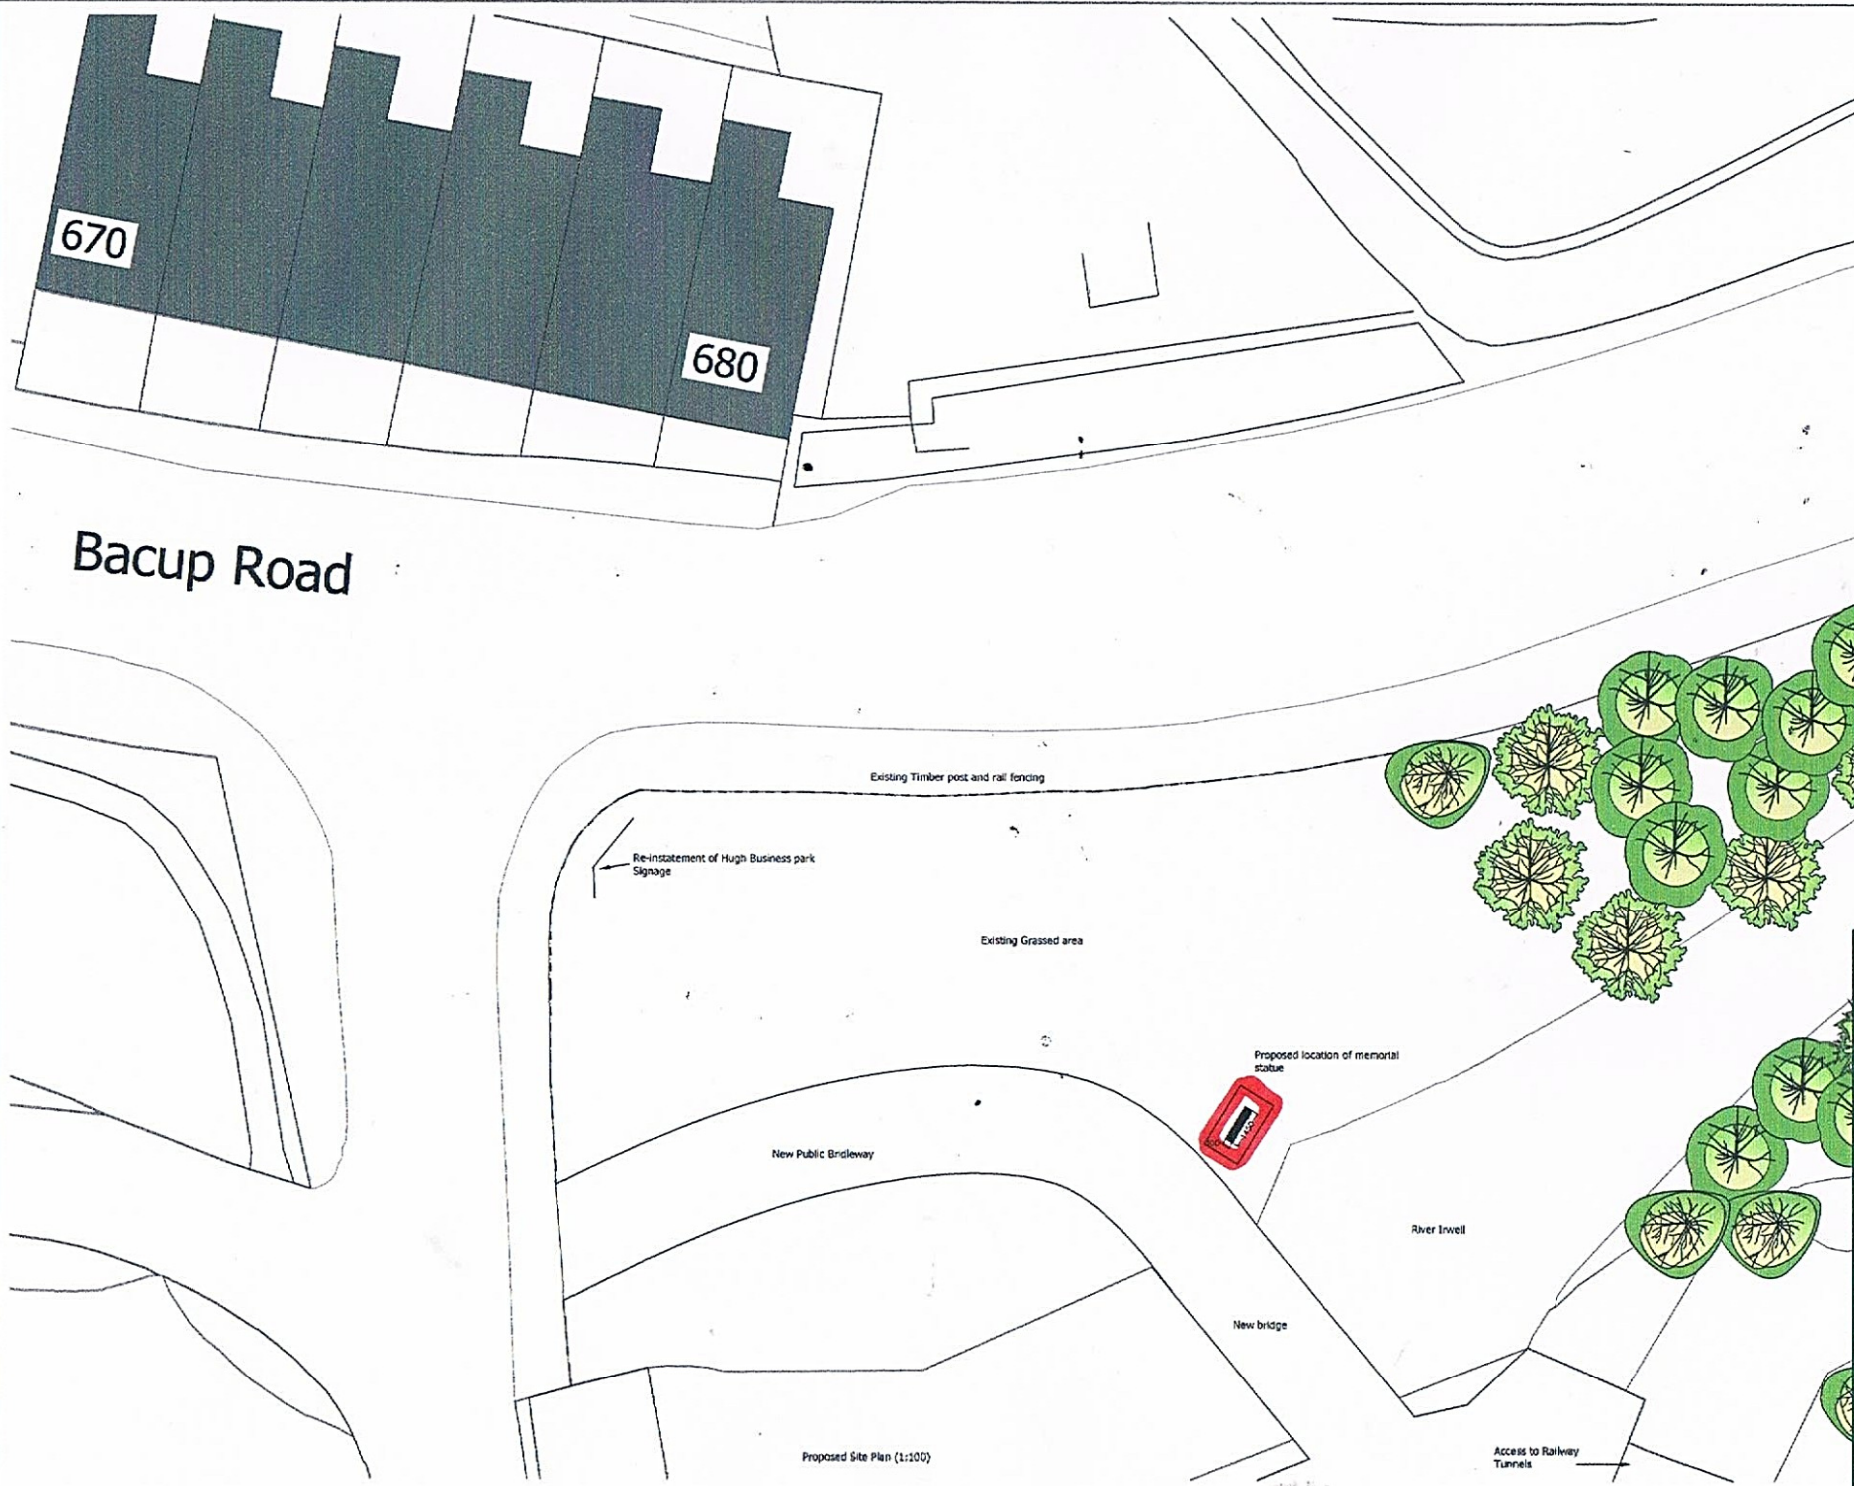 670
680
Bacup Road
Existing Timber post and rail fencing
Re-instatement of Hugh Business park
Signage
Existing Grassed area
Proposed location of memorial
statue
New Public Bridleway
River Irwell
New bridge
Proposed Site Plan (1:100)
Access to Railway
Tunnels